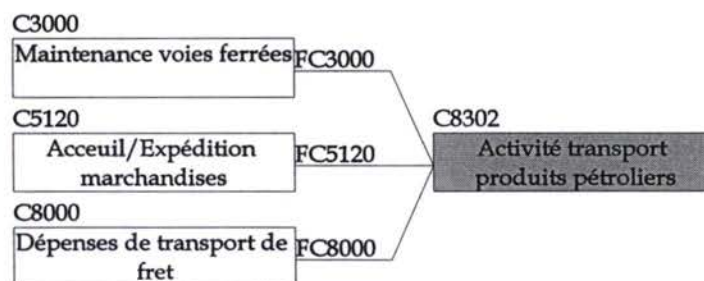 C3000
Maintenance voies ferrées
FC3000
C5120
Acceuil/Expédition
marchandises
FC5120
C8000
Dépenses de transport de
fret
FC8000
C8302
Activité transport
produits pétroliers